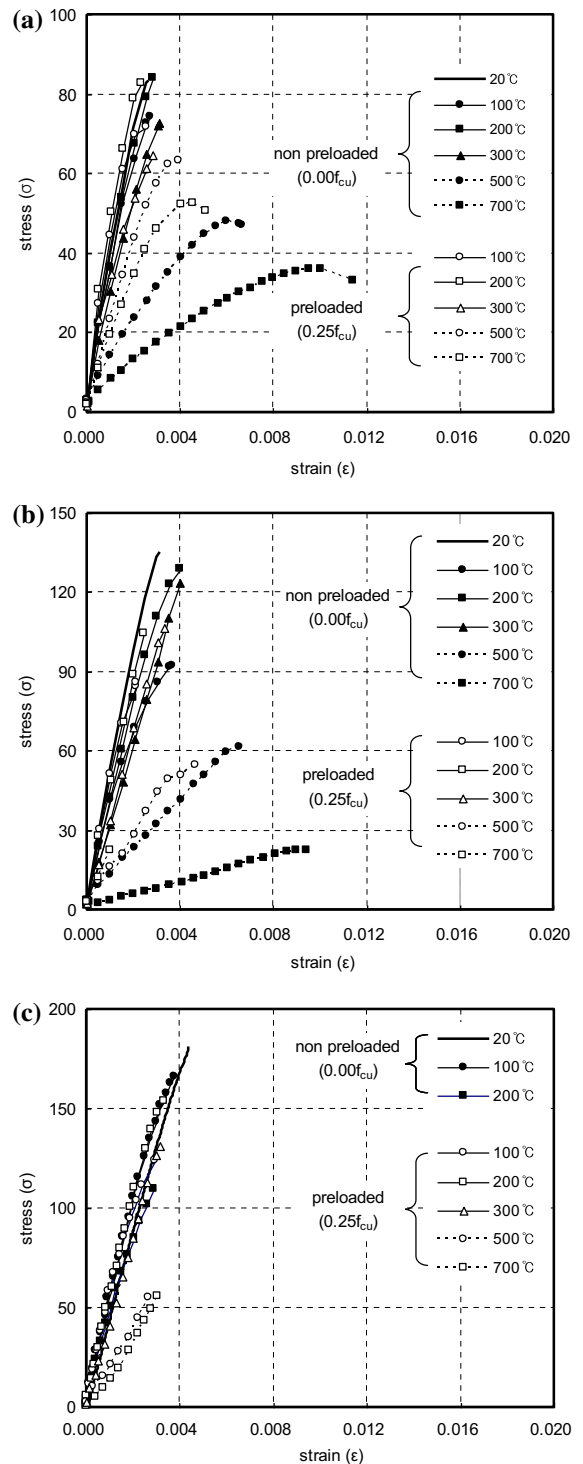 (a)
100
80
60
40
20
0
stress (σ)
0.000 0.004 0.008 0.012 0.016 0.020
strain (ε)
non preloaded
(0.00fcu)
20℃
100℃
200℃
300℃
500℃
700℃
preloaded
(0.25fcu)
100℃
200℃
300℃
500℃
700℃
(b)
150
120
90
60
30
0
stress (σ)
0.000 0.004 0.008 0.012 0.016 0.020
strain (ε)
non preloaded
(0.00fcu)
20℃
100℃
200℃
300℃
500℃
700℃
preloaded
(0.25fcu)
100℃
200℃
300℃
500℃
700℃
(c)
200
150
100
50
0
stress (σ)
0.000 0.004 0.008 0.012 0.016 0.020
strain (ε)
non preloaded
(0.00fcu)
20℃
100℃
200℃
preloaded
(0.25fcu)
100℃
200℃
300℃
500℃
700℃